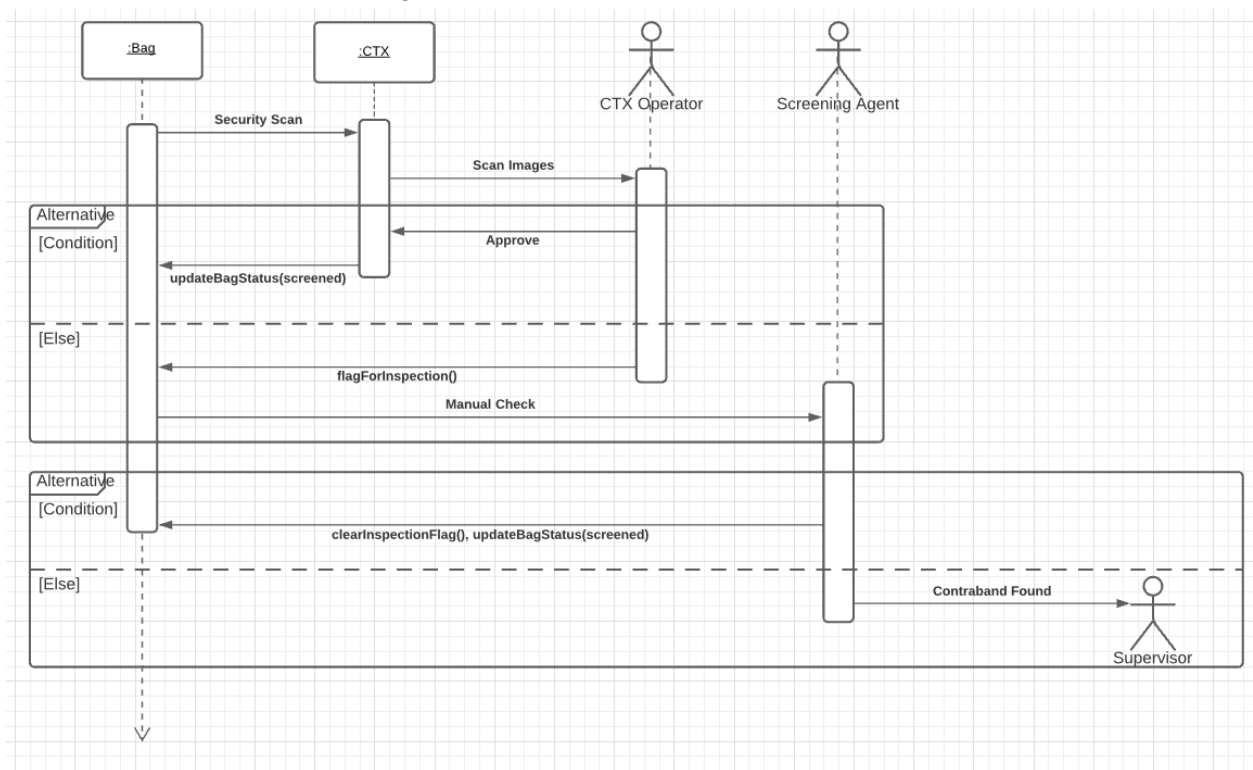 :Bag
:CTX
CTX Operator
Screening Agent
Security Scan
Scan Images
Alternative
[Condition]
Approve
updateBagStatus(screened)
[Else]
flagForInspection()
Manual Check
Alternative
[Condition]
clearInspectionFlag(), updateBagStatus(screened)
[Else]
Contraband Found
Supervisor